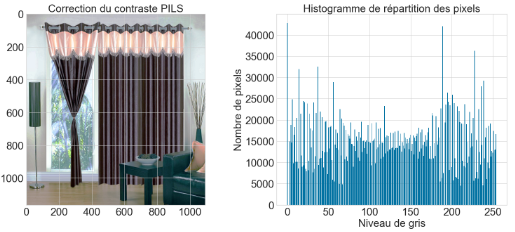 Correction du contraste PILS
0
200
400
600
800
1000
0 200 400 600 800 1000
Histogramme de répartition des pixels
Nombre de pixels
40000
35000
30000
25000
20000
15000
10000
5000
0
0 50 100 150 200 250
Niveau de gris